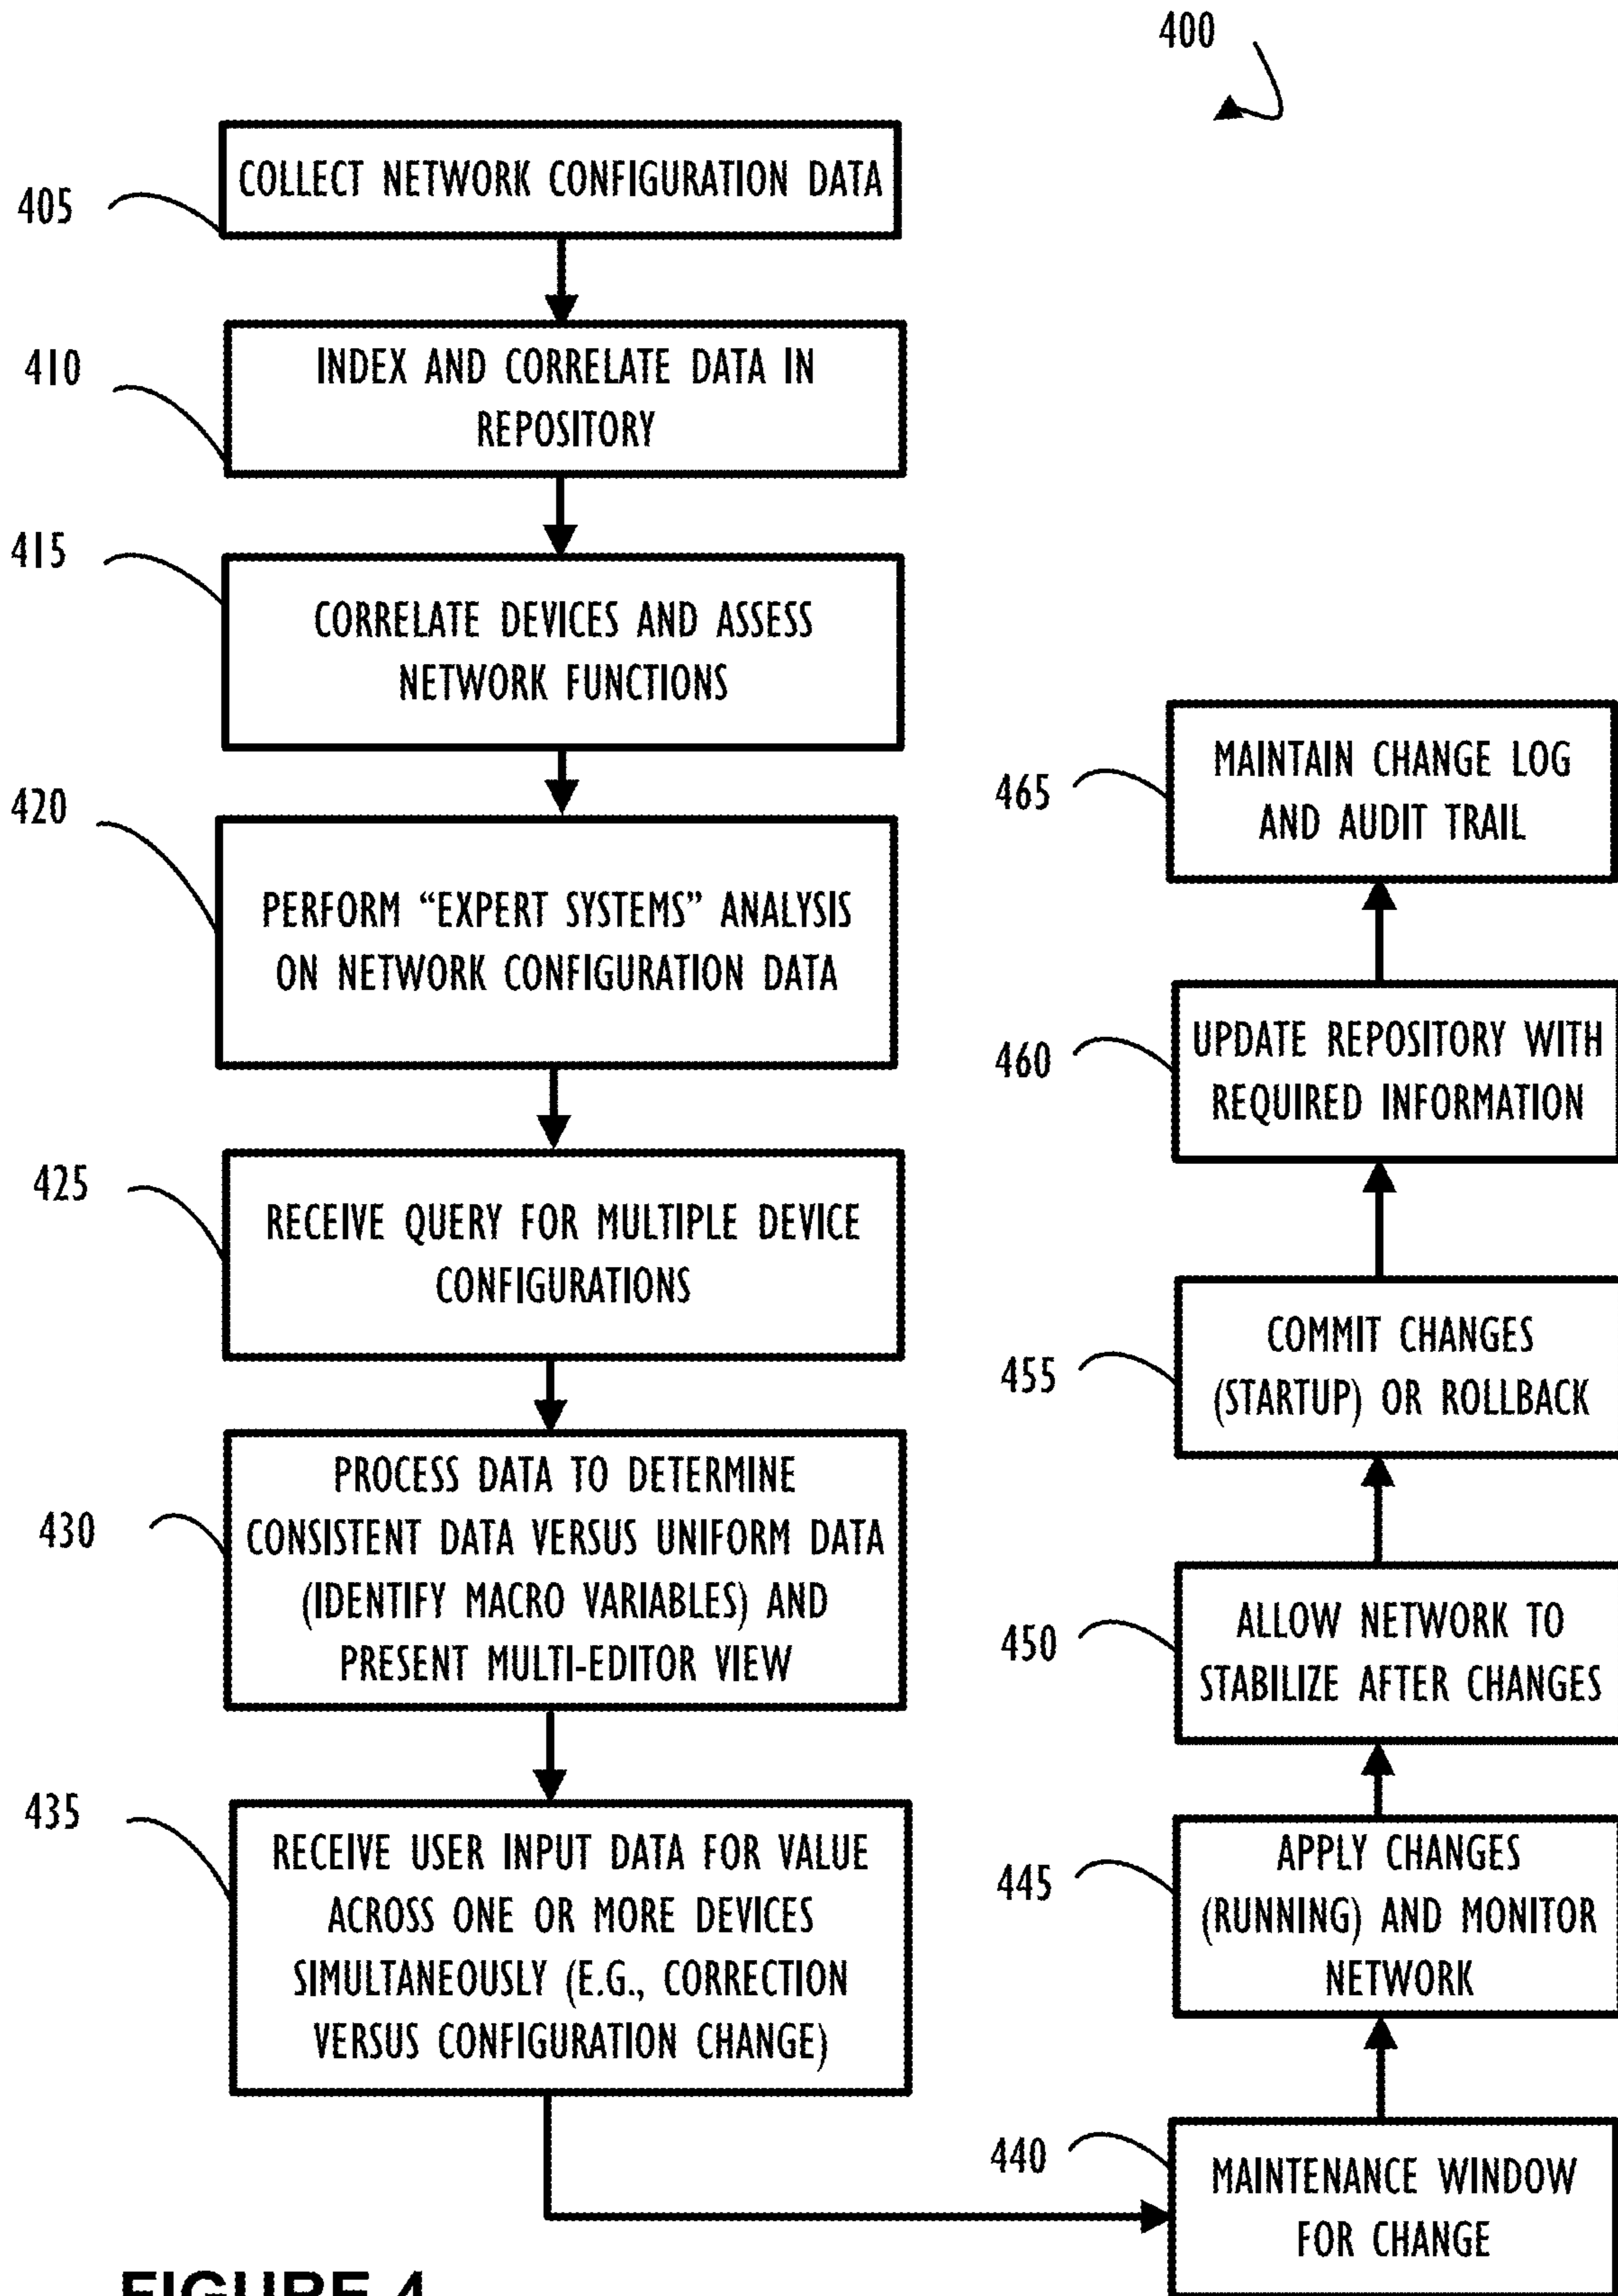 400
405
COLLECT NETWORK CONFIGURATION DATA
410
INDEX AND CORRELATE DATA IN
REPOSITORY
415
CORRELATE DEVICES AND ASSESS
NETWORK FUNCTIONS
420
PERFORM “EXPERT SYSTEMS” ANALYSIS
ON NETWORK CONFIGURATION DATA
425
RECEIVE QUERY FOR MULTIPLE DEVICE
CONFIGURATIONS
430
PROCESS DATA TO DETERMINE
CONSISTENT DATA VERSUS UNIFORM DATA
(IDENTIFY MACRO VARIABLES) AND
PRESENT MULTI-EDITOR VIEW
435
RECEIVE USER INPUT DATA FOR VALUE
ACROSS ONE OR MORE DEVICES
SIMULTANEOUSLY (E.G., CORRECTION
VERSUS CONFIGURATION CHANGE)
440
MAINTENANCE WINDOW
FOR CHANGE
445
APPLY CHANGES
(RUNNING) AND MONITOR
NETWORK
450
ALLOW NETWORK TO
STABILIZE AFTER CHANGES
455
COMMIT CHANGES
(STARTUP) OR ROLLBACK
460
UPDATE REPOSITORY WITH
REQUIRED INFORMATION
465
MAINTAIN CHANGE LOG
AND AUDIT TRAIL
FIGURE 4